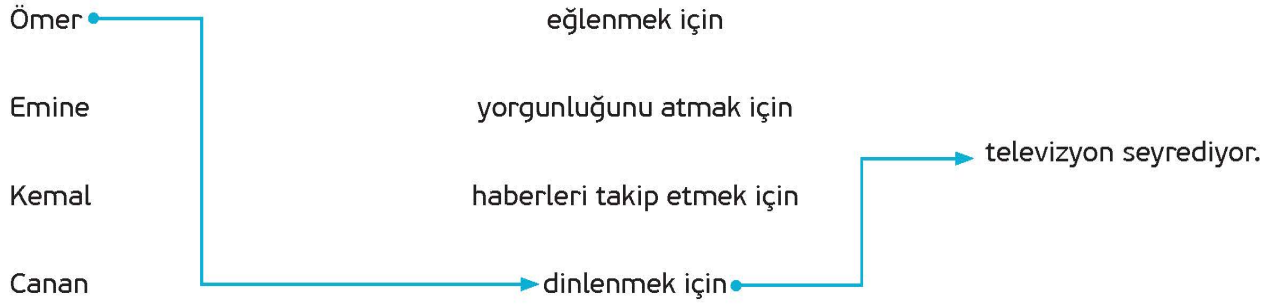 Ömer eğlenmek için
Emine yorgunluğunu atmak için
televizyon seyrediyor.
Kemal haberleri takip etmek için
Canan dinlenmek için